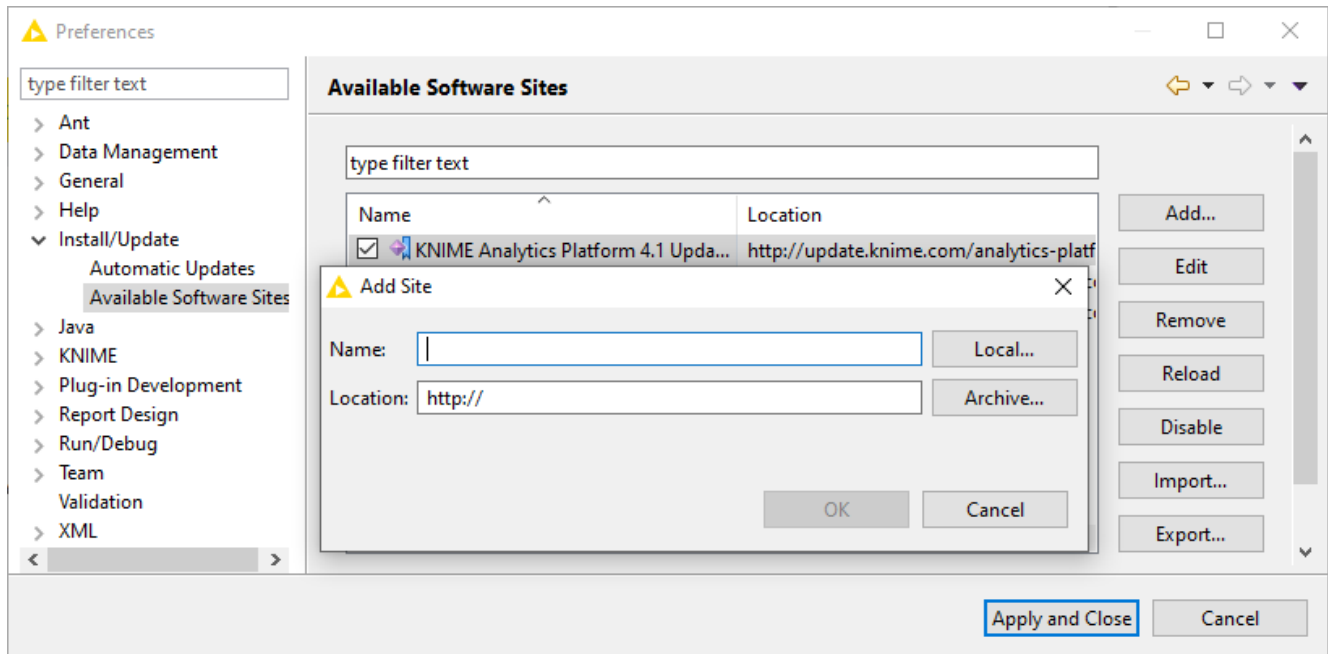 Preferences
type filter text
Ant
Data Management
General
Help
Install/Update
Automatic Updates
Available Software Sites
Java
KNIME
Plug-in Development
Report Design
Run/Debug
Team
Validation
XML
Available Software Sites
type filter text
Name Location
KNIME Analytics Platform 4.1 Upda... http://update.knime.com/analytics-platf
Add...
Edit
Remove
Reload
Disable
Import...
Export...
Add Site
Name: Local...
Location: http:// Archive...
OK Cancel
Apply and Close Cancel